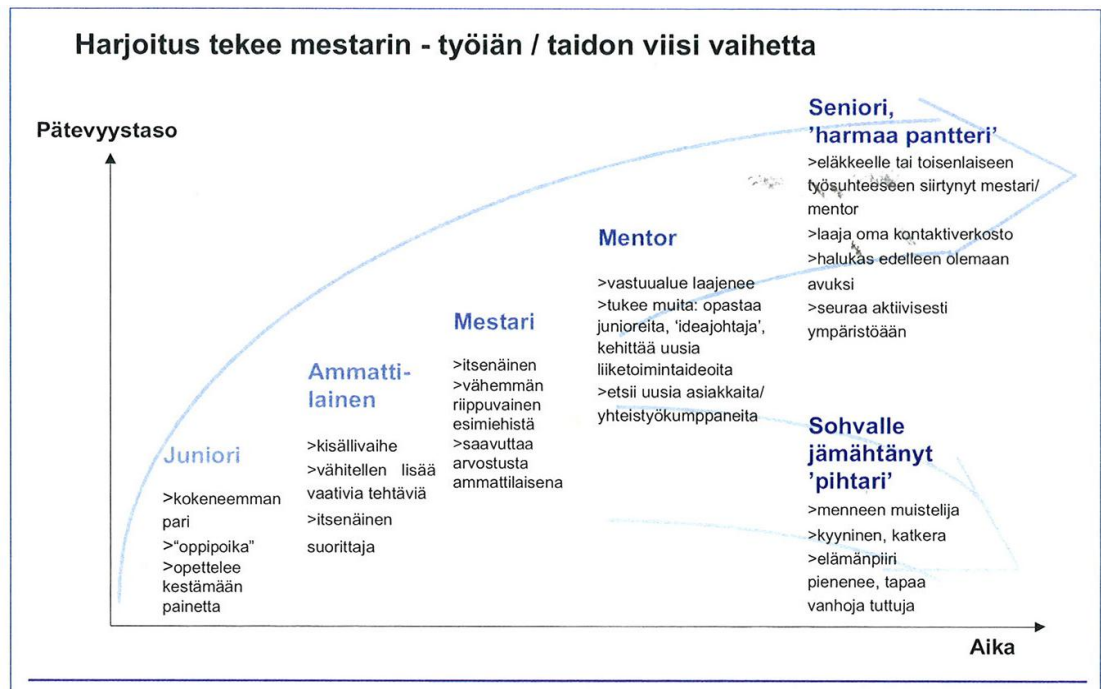 Harjoitus tekee mestarin - työiän / taidon viisi vaihetta
Pätevyystaso
Juniori
>kokeneemman
pari
>"oppipoika"
>opettelee
kestämään
painetta
Ammatti-
lainen
>kisällivaihe
>vähitellen lisää
vaativia tehtäviä
>itsenäinen
suorittaja
Mestari
>itsenäinen
>vähemmän
riippuvainen
esimiehistä
>saavuttaa
arvostusta
ammattilaisena
Mentor
>vastuualue laajenee
>tukee muita: opastaa
junioreita, 'ideajohtaja',
kehittää uusia
liiketoimintaideoita
>etsii uusia asiakkaita/
yhteistyökumppaneita
Seniori,
'harmaa pantteri'
>eläkkeelle tai toisenlaiseen
työsuhteeseen siirtynyt mestari/
mentor
>laaja oma kontaktiverkosto
>halukas edelleen olemaan
avuksi
>seuraa aktiivisesti
ympäristöään
Sohvalle
jämähtänyt
'pihtari'
>menneen muistelija
>kyyninen, katkera
>elämänpiiri
pienenee, tapaa
vanhoja tuttuja
Aika